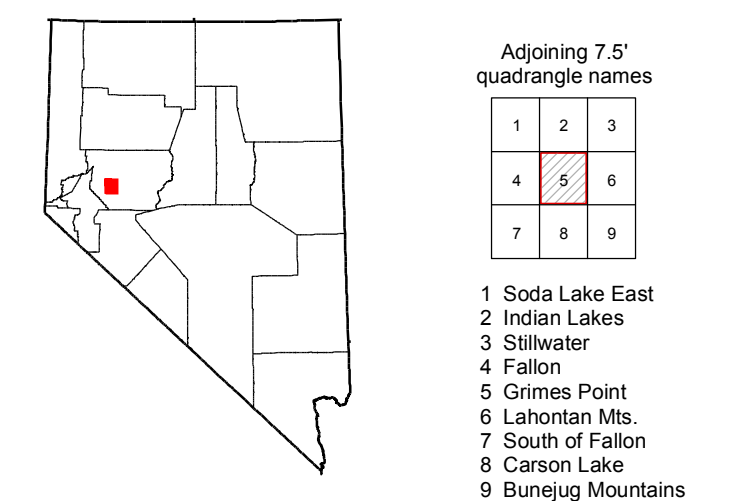 Adjoining 7.5'
quadrangle names
1 2 3
4 5 6
7 8 9
1 Soda Lake East
2 Indian Lakes
3 Stillwater
4 Fallon
5 Grimes Point
6 Lahontan Mts.
7 South of Fallon
8 Carson Lake
9 Bunejug Mountains